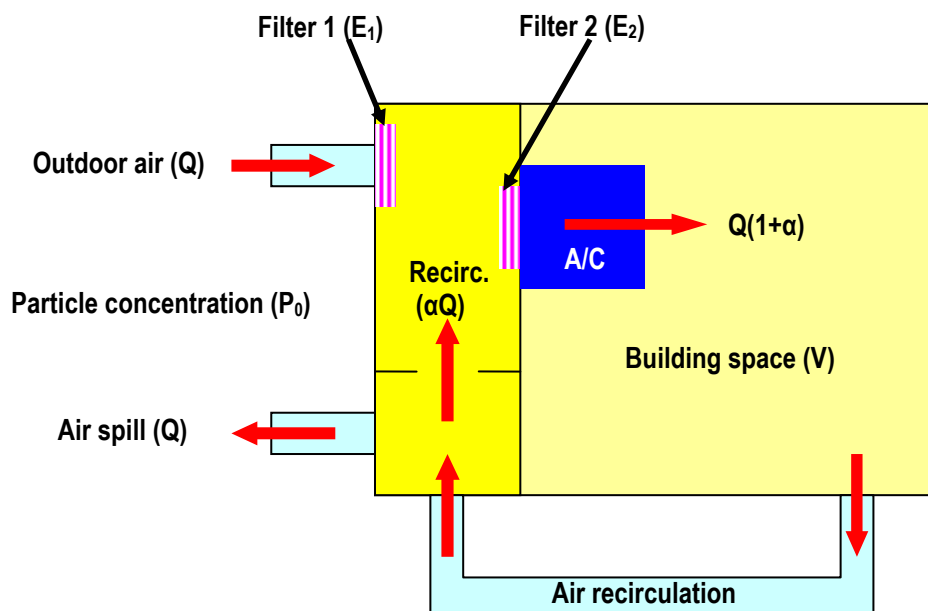 Filter 1 (E₁)
Filter 2 (E₂)
Outdoor air (Q)
Q(1+α)
A/C
Recirc.
(αQ)
Particle concentration (P₀)
Building space (V)
Air spill (Q)
Air recirculation